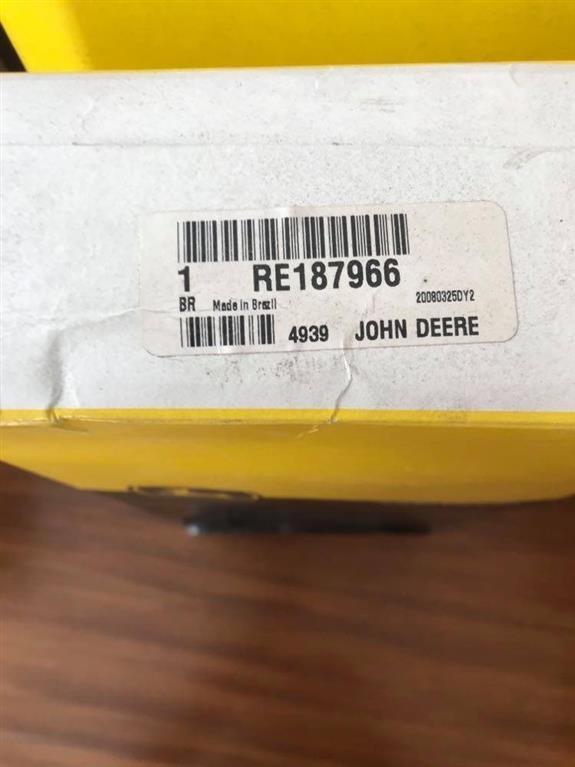 1 RE187966
BR Made in Brazil 20080325DY2
4939 JOHN DEERE